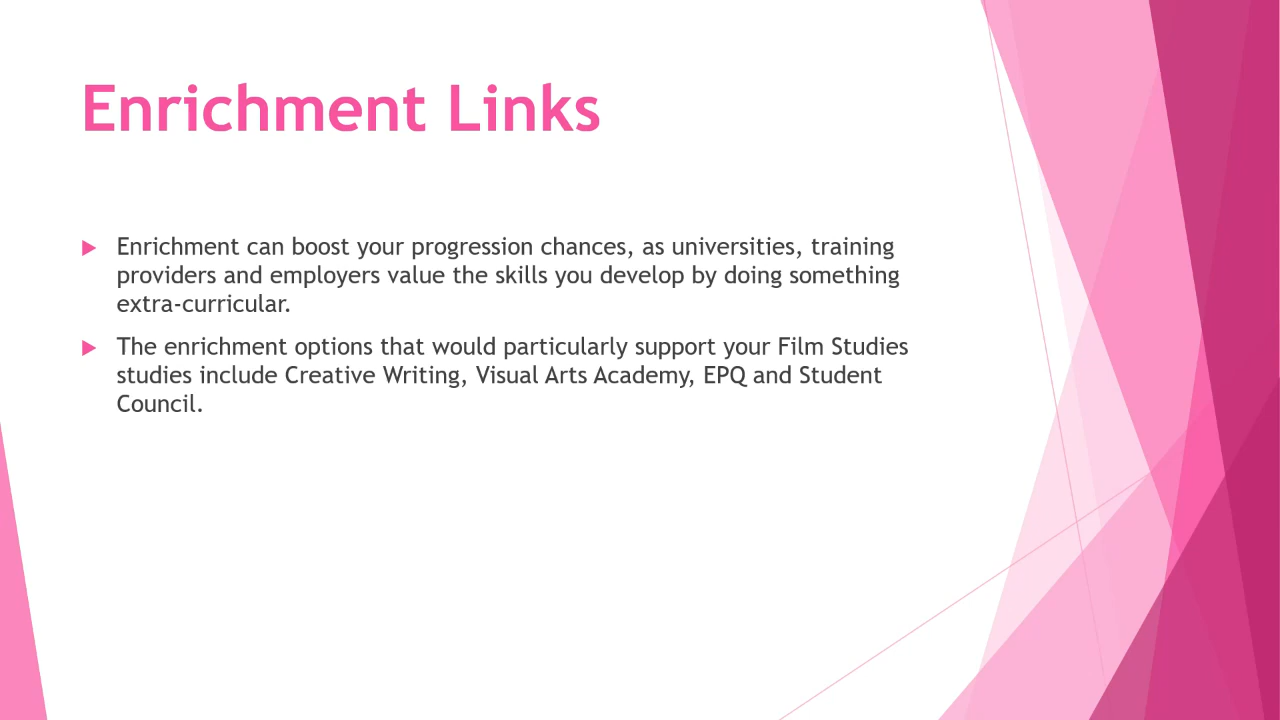 Enrichment Links
Enrichment can boost your progression chances, as universities, training
providers and employers value the skills you develop by doing something
extra-curricular.
The enrichment options that would particularly support your Film Studies
studies include Creative Writing, Visual Arts Academy, EPQ and Student
Council.